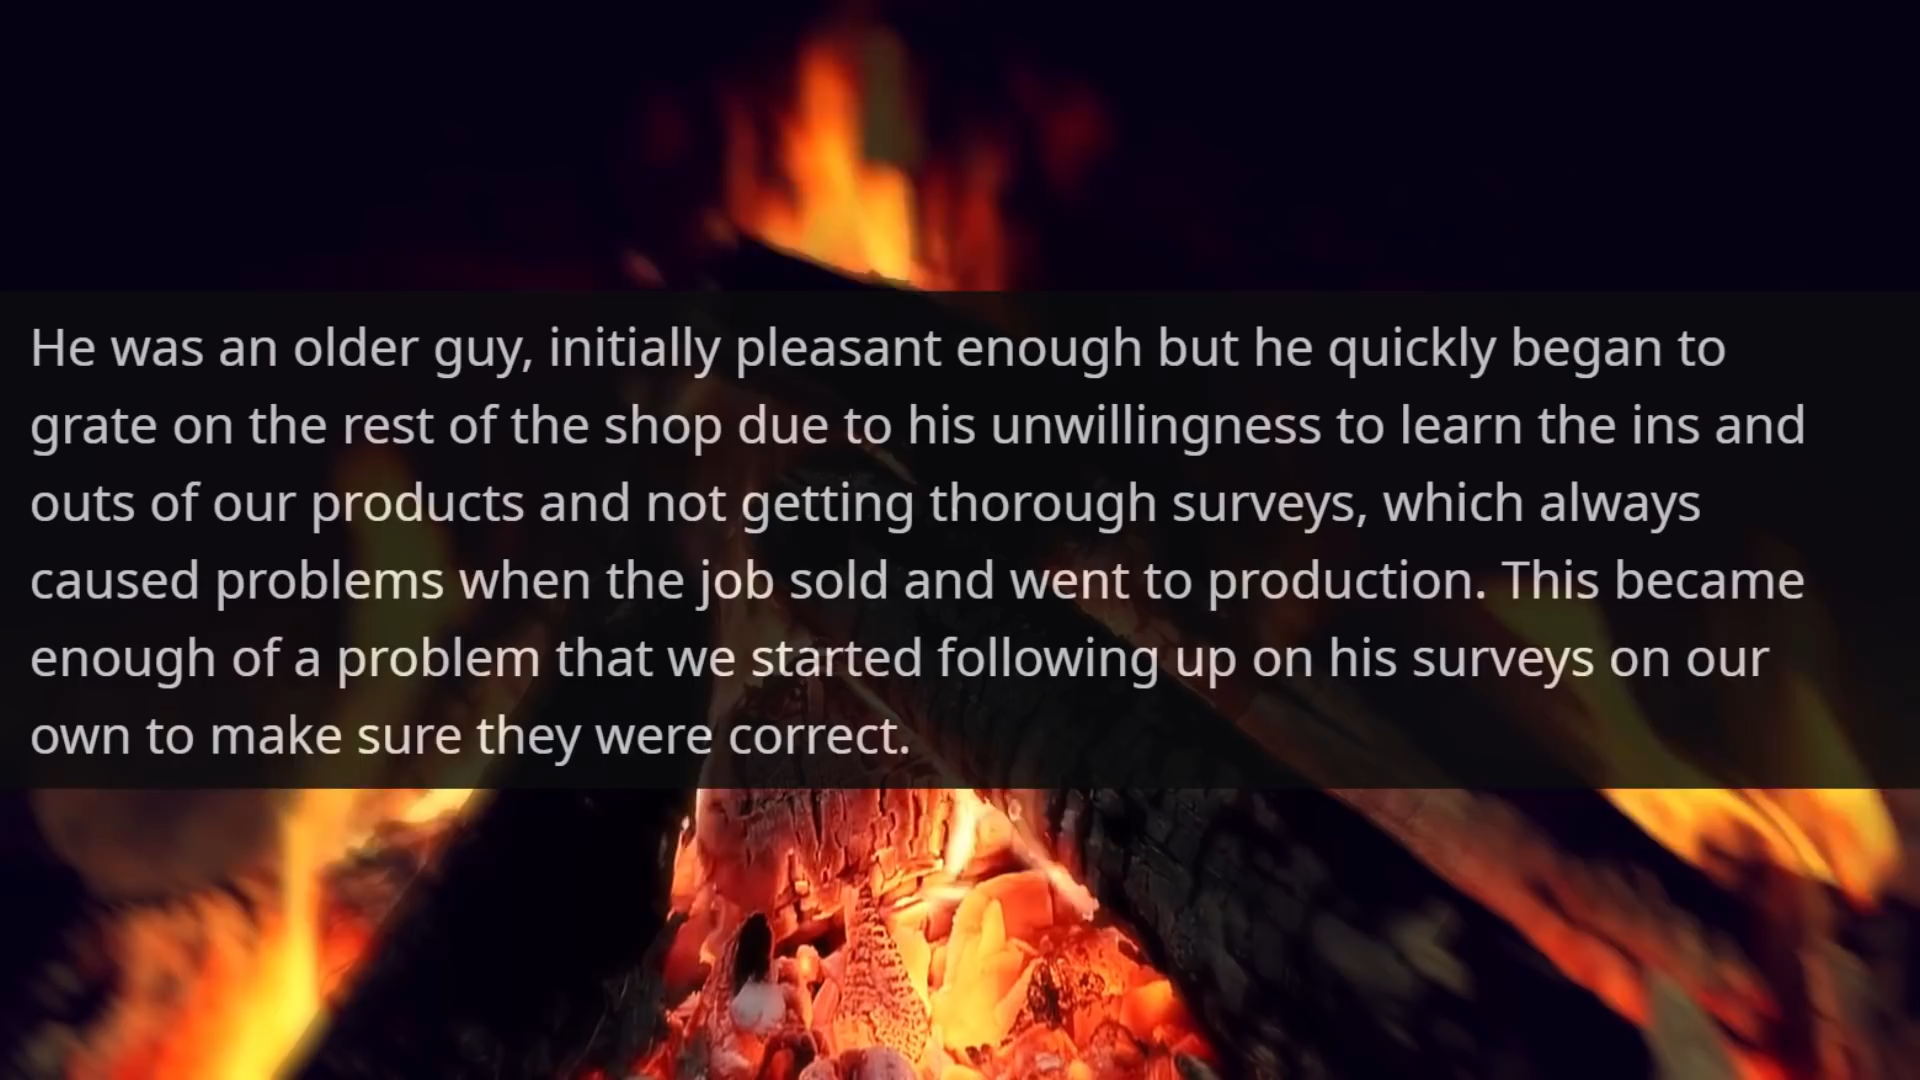 He was an older guy, initially pleasant enough but he quickly began to
grate on the rest of the shop due to his unwillingness to learn the ins and
outs of our products and not getting thorough surveys, which always
caused problems when the job sold and went to production. This became
enough of a problem that we started following up on his surveys on our
own to make sure they were correct.